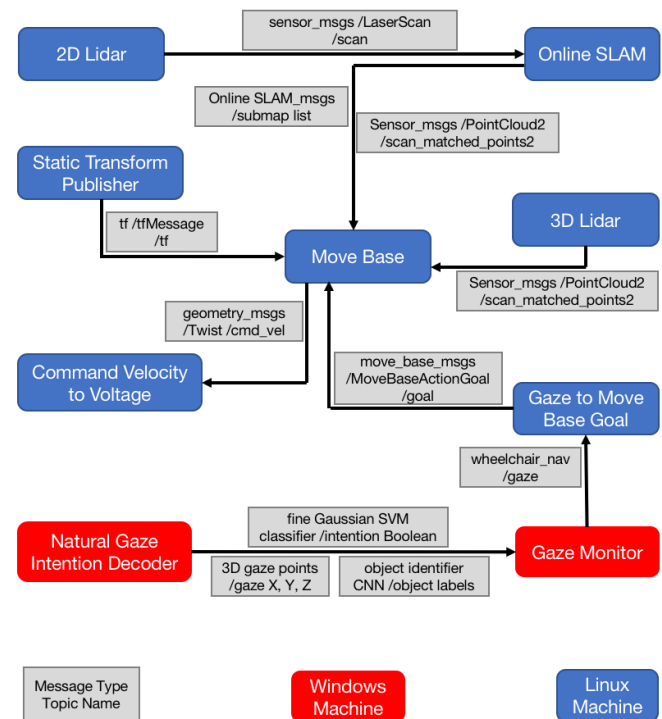 sensor_msgs /LaserScan
/scan
2D Lidar
Online SLAM
Online SLAM_msgs
/submap list
Sensor_msgs /PointCloud2
/scan_matched_points2
Static Transform
Publisher
3D Lidar
tf /tfMessage
/tf
Move Base
Sensor_msgs /PointCloud2
/scan_matched_points2
geometry_msgs
/Twist /cmd_vel
Command Velocity
to Voltage
move_base_msgs
/MoveBaseActionGoal
/goal
Gaze to Move
Base Goal
wheelchair_nav
/gaze
fine Gaussian SVM
classifier /intention Boolean
Natural Gaze
Intention Decoder
Gaze Monitor
3D gaze points
/gaze X, Y, Z
object identifier
CNN /object labels
Message Type
Topic Name
Windows
Machine
Linux
Machine